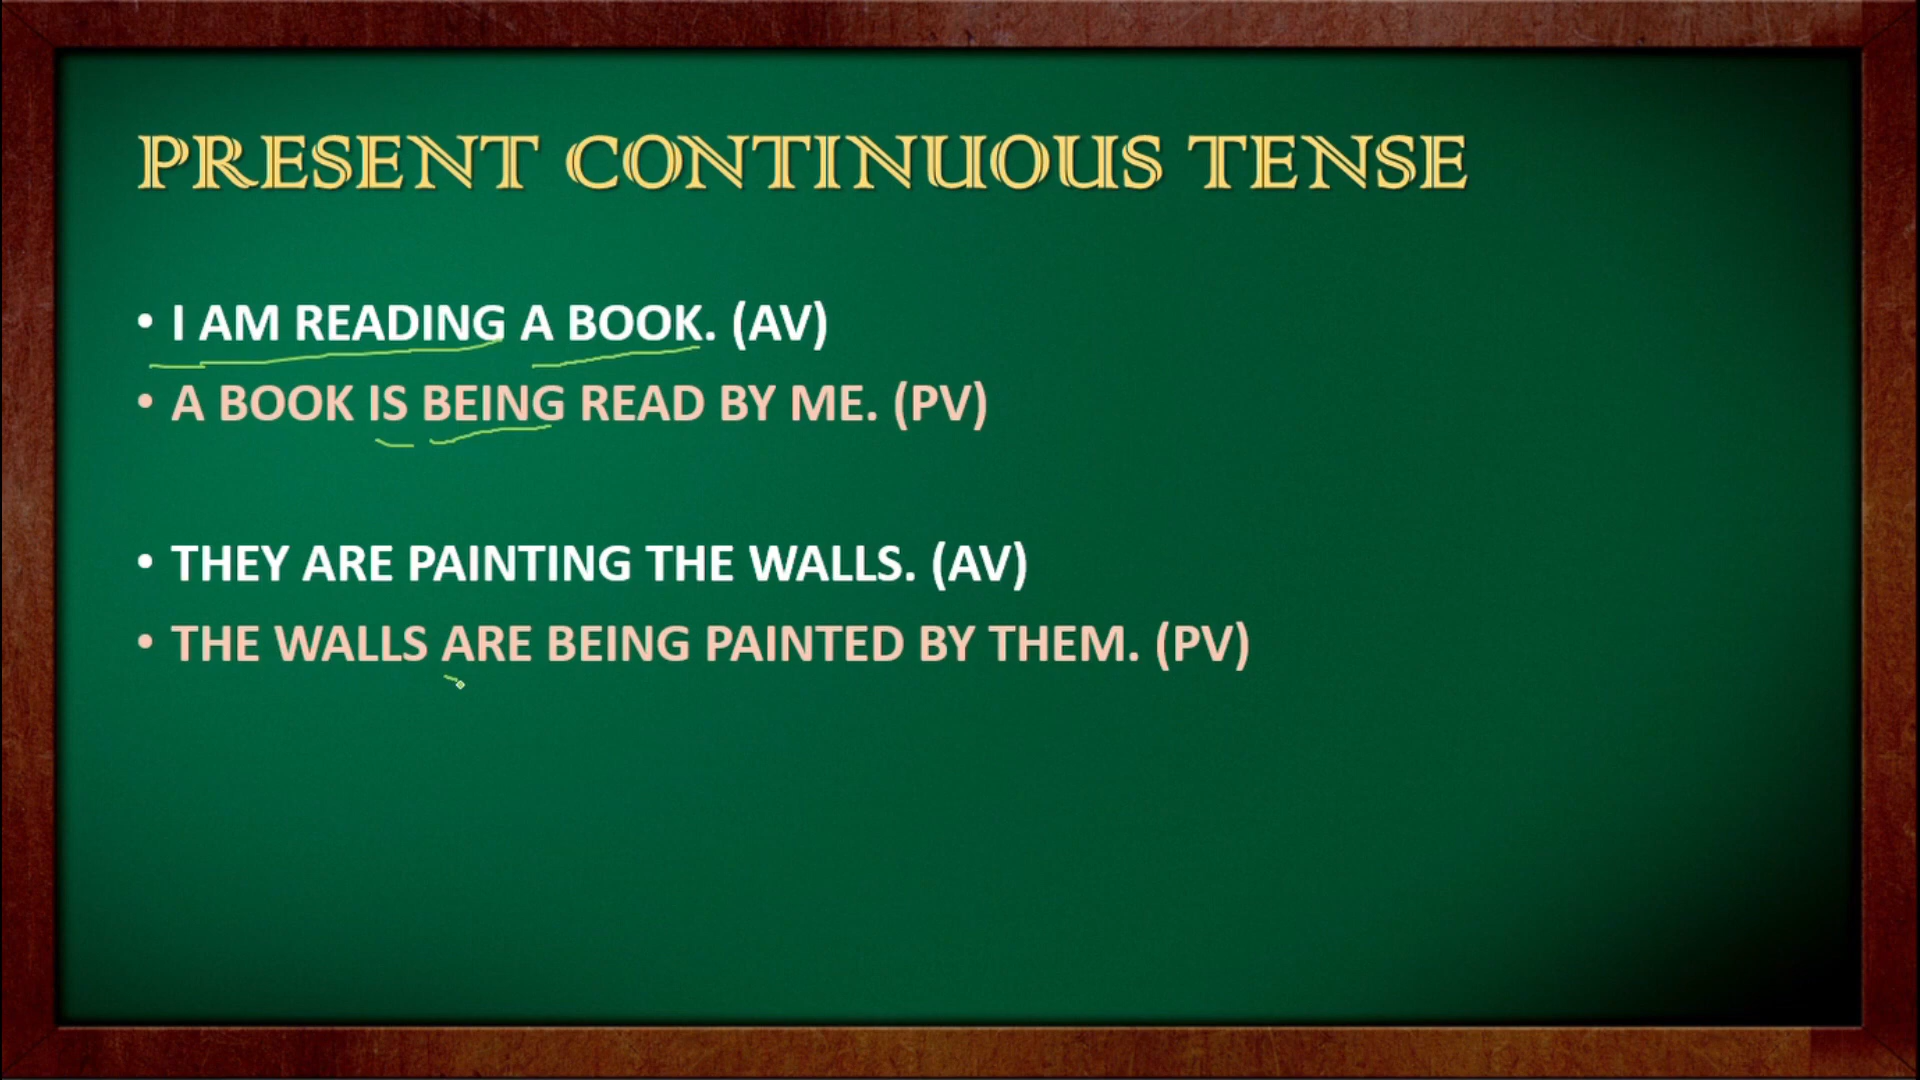 PRESENT CONTINUOUS TENSE
• I AM READING A BOOK. (AV)
• A BOOK IS BEING READ BY ME. (PV)
• THEY ARE PAINTING THE WALLS. (AV)
• THE WALLS ARE BEING PAINTED BY THEM. (PV)